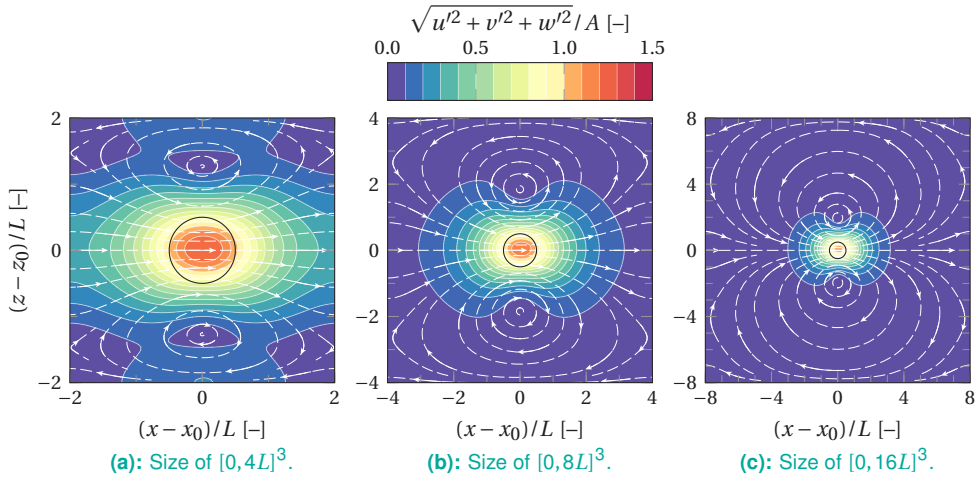 √u′² + v′² + w′² / A [–]
0.0 0.5 1.0 1.5
2 4 8
1 2 4
0 0 0
−1 −2 −4
−2 −4 −8
(z − z₀)/L [–]
−2 0 2 −4 −2 0 2 4 −8 −4 0 4 8
(x − x₀)/L [–] (x − x₀)/L [–] (x − x₀)/L [–]
(a): Size of [0,4L]³. (b): Size of [0,8L]³. (c): Size of [0,16L]³.